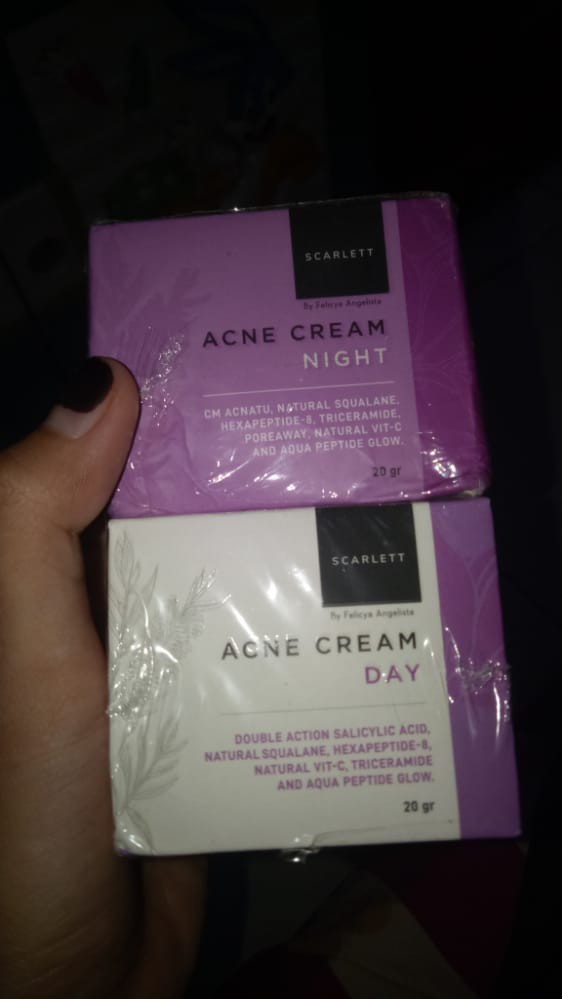 SCARLETT
By Felicya Angelista
ACNE CREAM
NIGHT
CM ACNATU, NATURAL SQUALANE,
HEXAPEPTIDE-8, TRICERAMIDE,
POREAWAY, NATURAL VIT-C
AND AQUA PEPTIDE GLOW.
20 gr
SCARLETT
By Felicya Angelista
ACNE CREAM
DAY
DOUBLE ACTION SALICYLIC ACID,
NATURAL SQUALANE, HEXAPEPTIDE-8,
NATURAL VIT-C, TRICERAMIDE
AND AQUA PEPTIDE GLOW.
20 gr